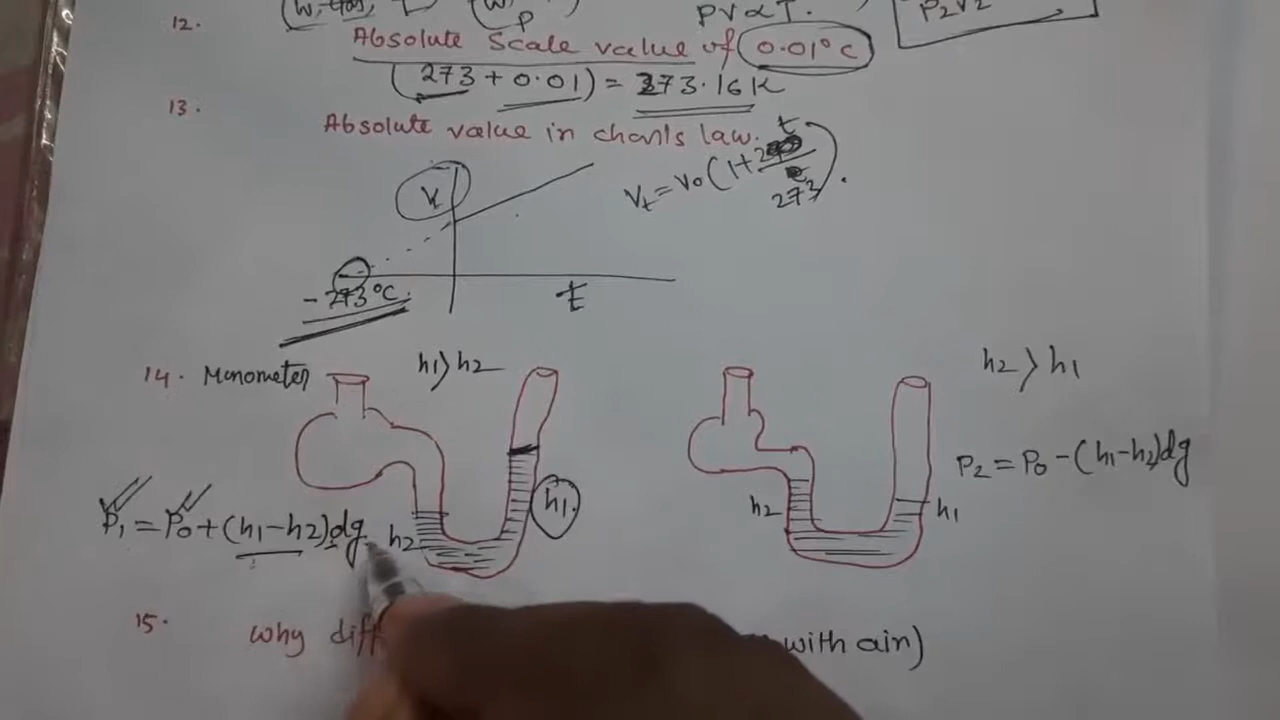 12.
PV∝T.
P2V2
Absolute Scale value of 0.01°C
(273 + 0.01) = 273.16K
13.
Absolute value in charls law.
Vt = V0(1+ t/273).
V
-273°C
t
14. Manometer
h1>h2
h2>h1
P1 = P0+(h1-h2)dg
h2
h1.
h2
h1
P2 = P0-(h1-h2)dg
15.
why diff
with air)